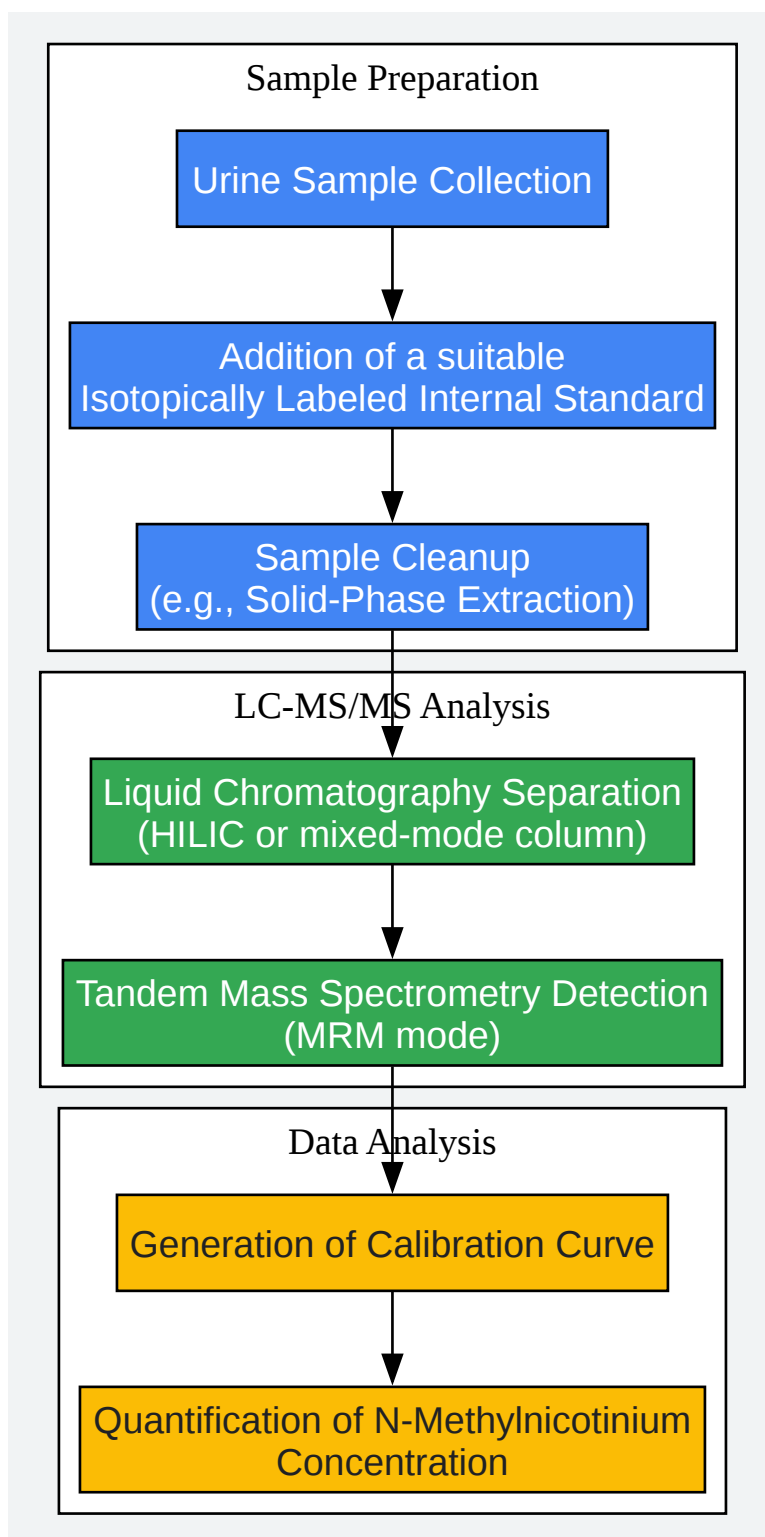 Sample Preparation
Urine Sample Collection
Addition of a suitable
Isotopically Labeled Internal Standard
Sample Cleanup
(e.g., Solid-Phase Extraction)
LC-MS/MS Analysis
Liquid Chromatography Separation
(HILIC or mixed-mode column)
Tandem Mass Spectrometry Detection
(MRM mode)
Data Analysis
Generation of Calibration Curve
Quantification of N-Methylnicotinium
Concentration